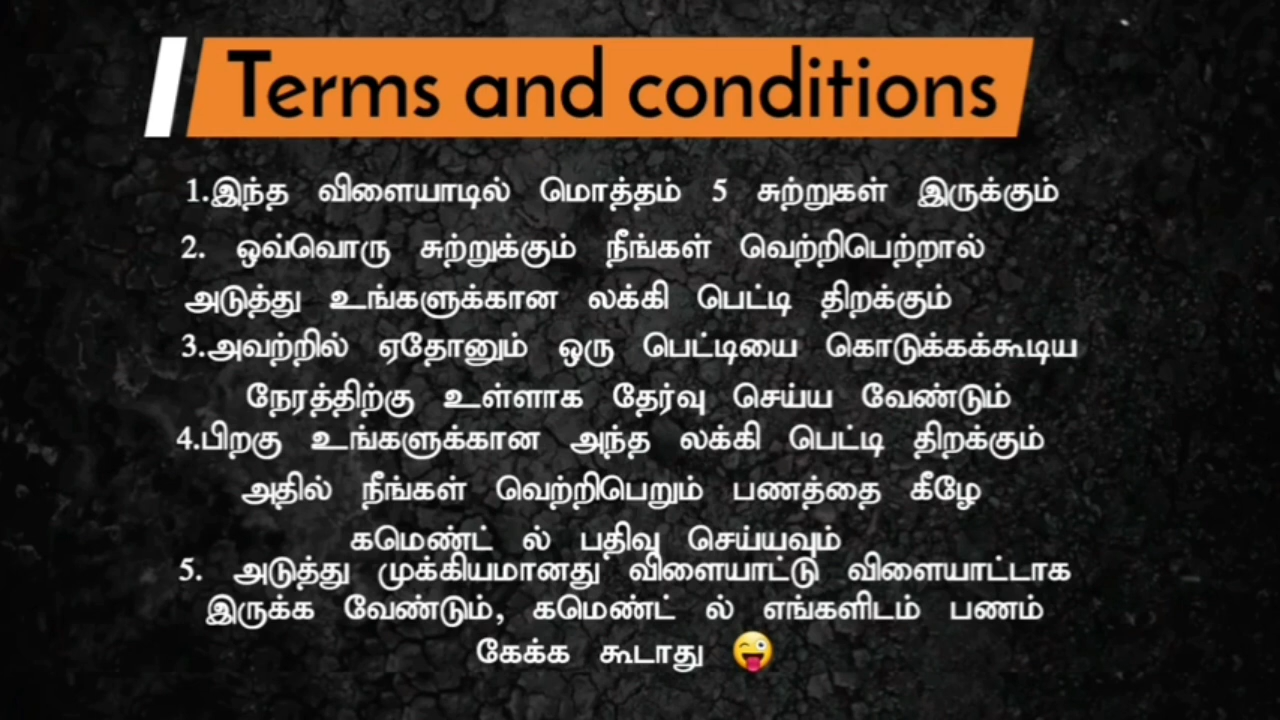 Terms and conditions
1.இந்த விளையாடில் மொத்தம் 5 சுற்றுகள் இருக்கும்
2. ஒவ்வொரு சுற்றுக்கும் நீங்கள் வெற்றிபெற்றால்
அடுத்து உங்களுக்கான லக்கி பெட்டி திறக்கும்
3.அவற்றில் ஏதோனும் ஒரு பெட்டியை கொடுக்கக்கூடிய
நேரத்திற்கு உள்ளாக தேர்வு செய்ய வேண்டும்
4.பிறகு உங்களுக்கான அந்த லக்கி பெட்டி திறக்கும்
அதில் நீங்கள் வெற்றிபெறும் பணத்தை கீழே
கமெண்ட் ல் பதிவு செய்யவும்
5. அடுத்து முக்கியமானது விளையாட்டு விளையாட்டாக
இருக்க வேண்டும், கமெண்ட் ல் எங்களிடம் பணம்
கேக்க கூடாது 😜